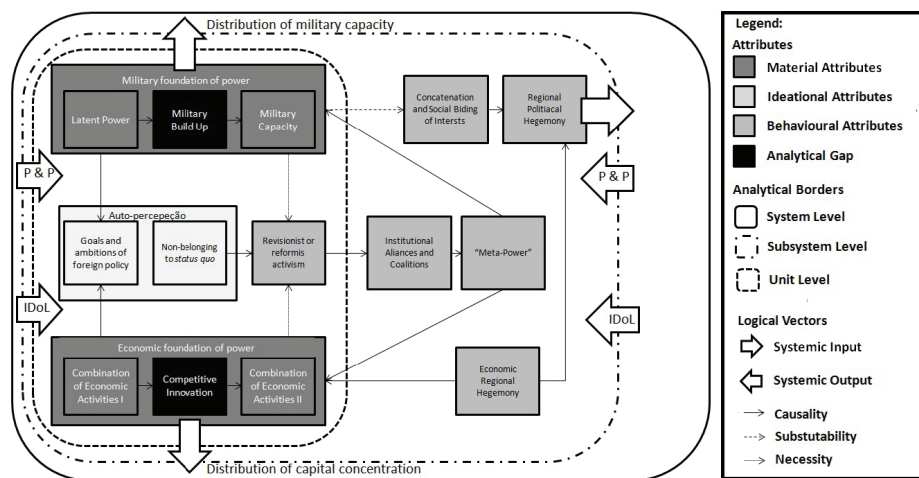 Distribution of military capacity
Military foundation of power
Latent Power
Military
Build Up
Military
Capacity
Concatenation
and Social Biding
of Intersts
Regional
Politiacal
Hegemony
P & P
P & P
Auto-percepeção
Goals and
ambitions of
foreign policy
Non-belonging
to status quo
Revisionist or
reformis
activism
Institutional
Aliances and
Coalitions
“Meta-Power”
IDoL
IDoL
Economic foundation of power
Combination
of Economic
Activities I
Competitive
Innovation
Combination
of Economic
Activities II
Economic
Regional
Hegemony
Distribution of capital concentration
Legend:
Attributes
Material Attributes
Ideational Attributes
Behavioural Attributes
Analytical Gap
Analytical Borders
System Level
Subsystem Level
Unit Level
Logical Vectors
Systemic Input
Systemic Output
Causality
Substutability
Necessity